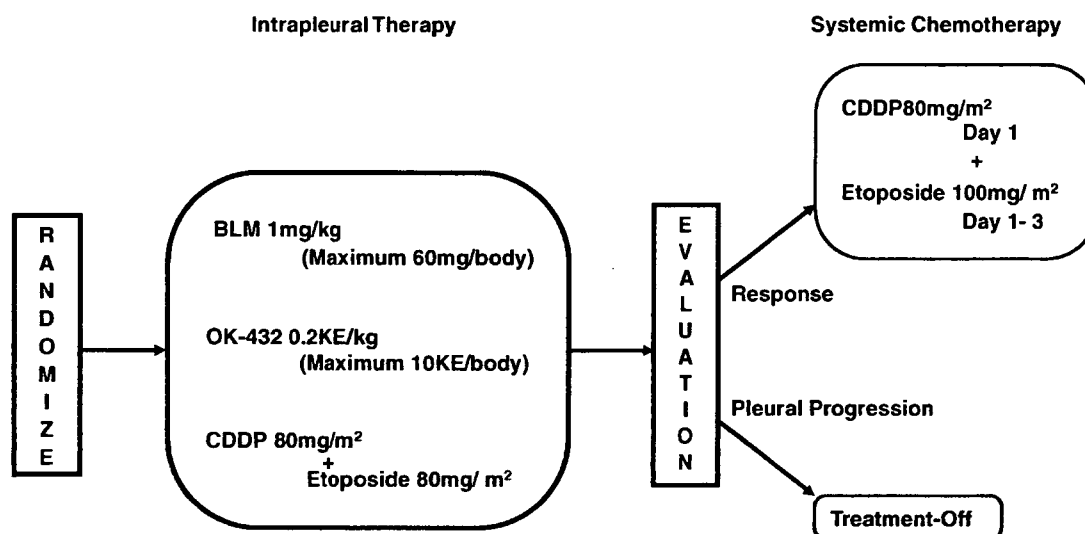 Intrapleural Therapy
Systemic Chemotherapy
RANDOMIZE
BLM 1mg/kg
(Maximum 60mg/body)
OK-432 0.2KE/kg
(Maximum 10KE/body)
CDDP 80mg/m²
+
Etoposide 80mg/ m²
EVALUATION
Response
Pleural Progression
CDDP80mg/m²
Day 1
+
Etoposide 100mg/ m²
Day 1- 3
Treatment-Off